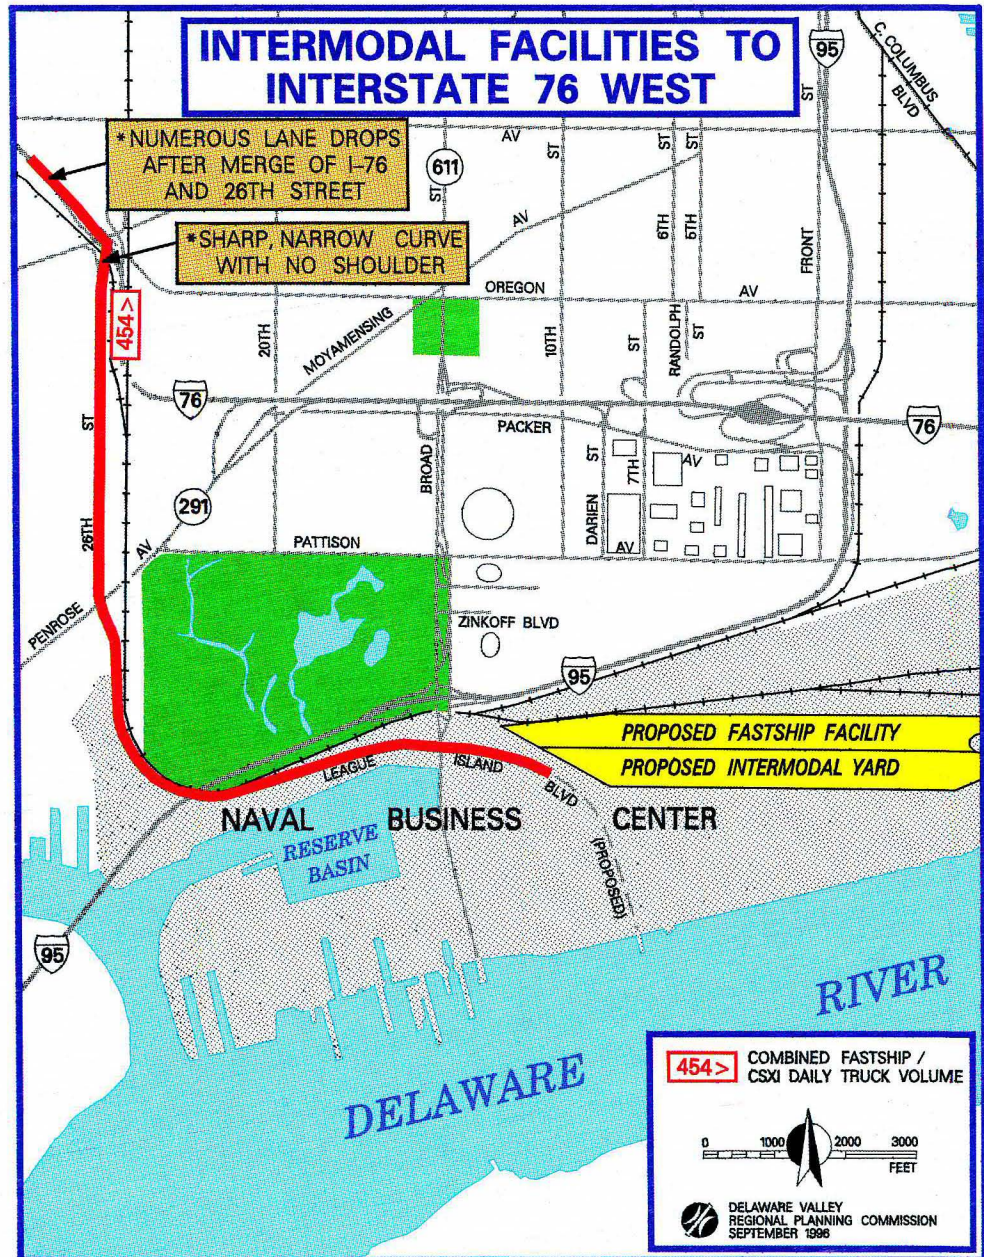 INTERMODAL FACILITIES TO
INTERSTATE 76 WEST
95
C. COLUMBUS
BLVD
ST
*NUMEROUS LANE DROPS
AFTER MERGE OF I-76
AND 26TH STREET
611
ST
AV
ST
ST
ST
AV
6TH
5TH
FRONT
*SHARP, NARROW CURVE
WITH NO SHOULDER
OREGON
AV
454>
20TH
MOYAMENSING
10TH
ST
RANDOLPH
ST
76
ST
PACKER
76
BROAD
ST
7TH
AV
291
DARIEN
26TH
AV
PATTISON
AV
PENROSE
ZINKOFF BLVD
95
PROPOSED FASTSHIP FACILITY
PROPOSED INTERMODAL YARD
LEAGUE
ISLAND
BLVD
(PROPOSED)
NAVAL BUSINESS CENTER
RESERVE
BASIN
95
DELAWARE
RIVER
454>
COMBINED FASTSHIP /
CSXI DAILY TRUCK VOLUME
0 1000 2000 3000
FEET
DELAWARE VALLEY
REGIONAL PLANNING COMMISSION
SEPTEMBER 1996